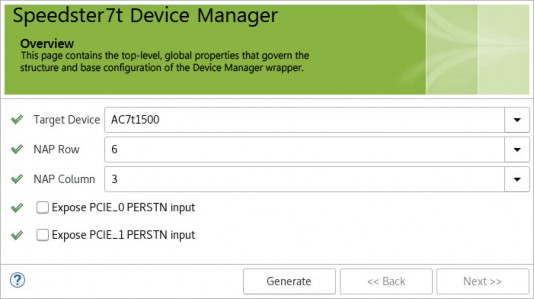 Speedster7t Device Manager
Overview
This page contains the top-level, global properties that govern the
structure and base configuration of the Device Manager wrapper.
Target Device AC7t1500
NAP Row 6
NAP Column 3
Expose PCIE_0 PERSTN input
Expose PCIE_1 PERSTN input
? Generate << Back Next >>